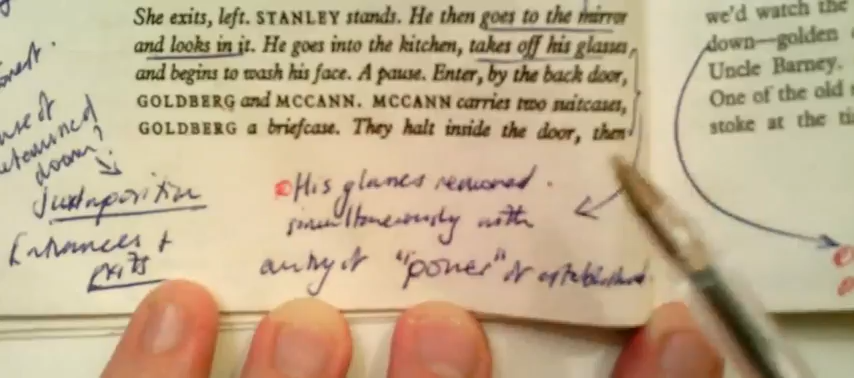 She exits, left. STANLEY stands. He then goes to the mirror
and looks in it. He goes into the kitchen, takes off his glasses,
and begins to wash his face. A pause. Enter, by the back door,
GOLDBERG and MCCANN. MCCANN carries two suitcases,
GOLDBERG a briefcase. They halt inside the door, then
we'd watch the
down—golden
Uncle Barney.
One of the old
stoke at the
doom?
Juxtaposition
Entrances +
exits
His glasses removed.
simultaneously with
"power" established.